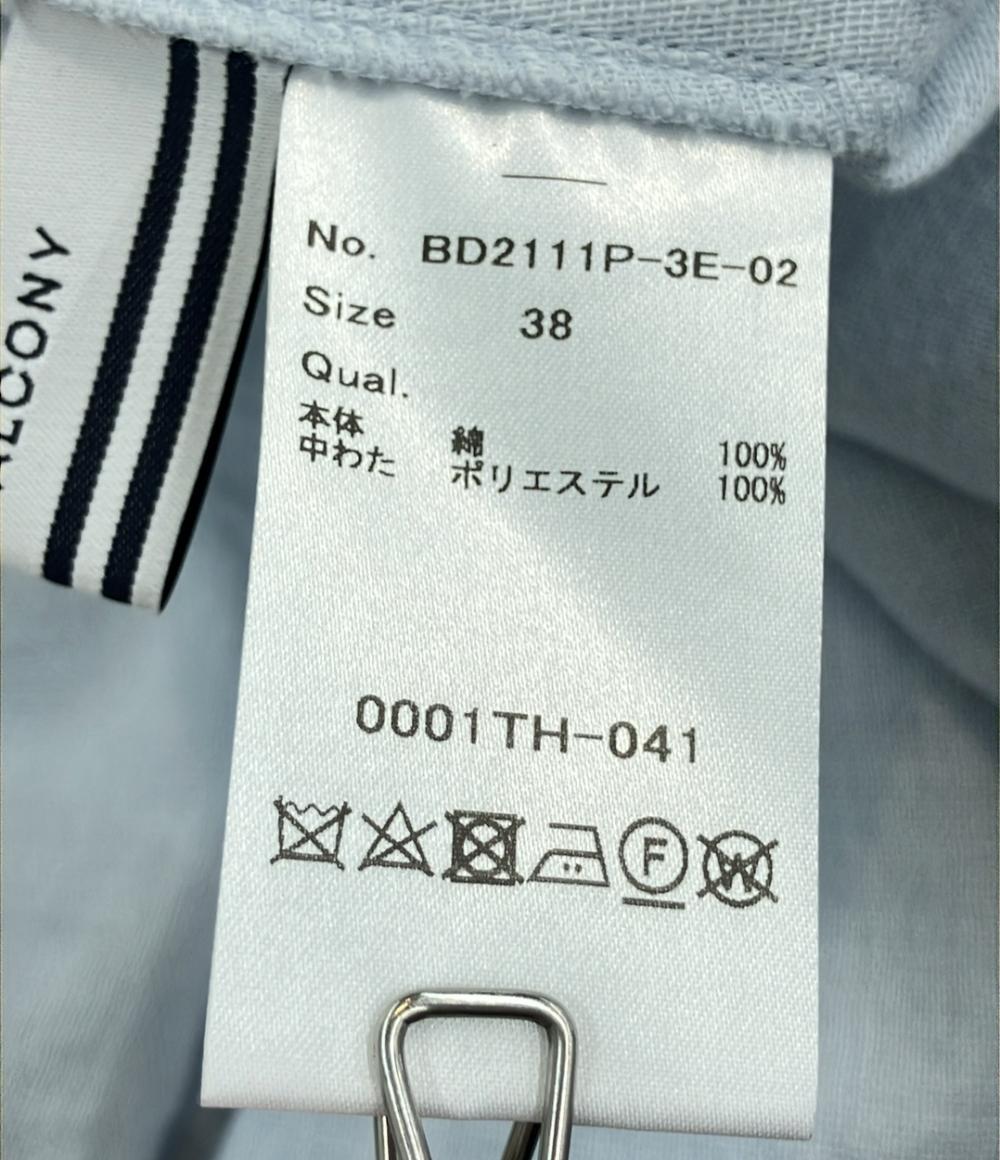 ALCONY
No. BD2111P-3E-02
Size 38
Qual.
本体 綿 100%
中わた ポリエステル 100%
0001TH-041
F
W